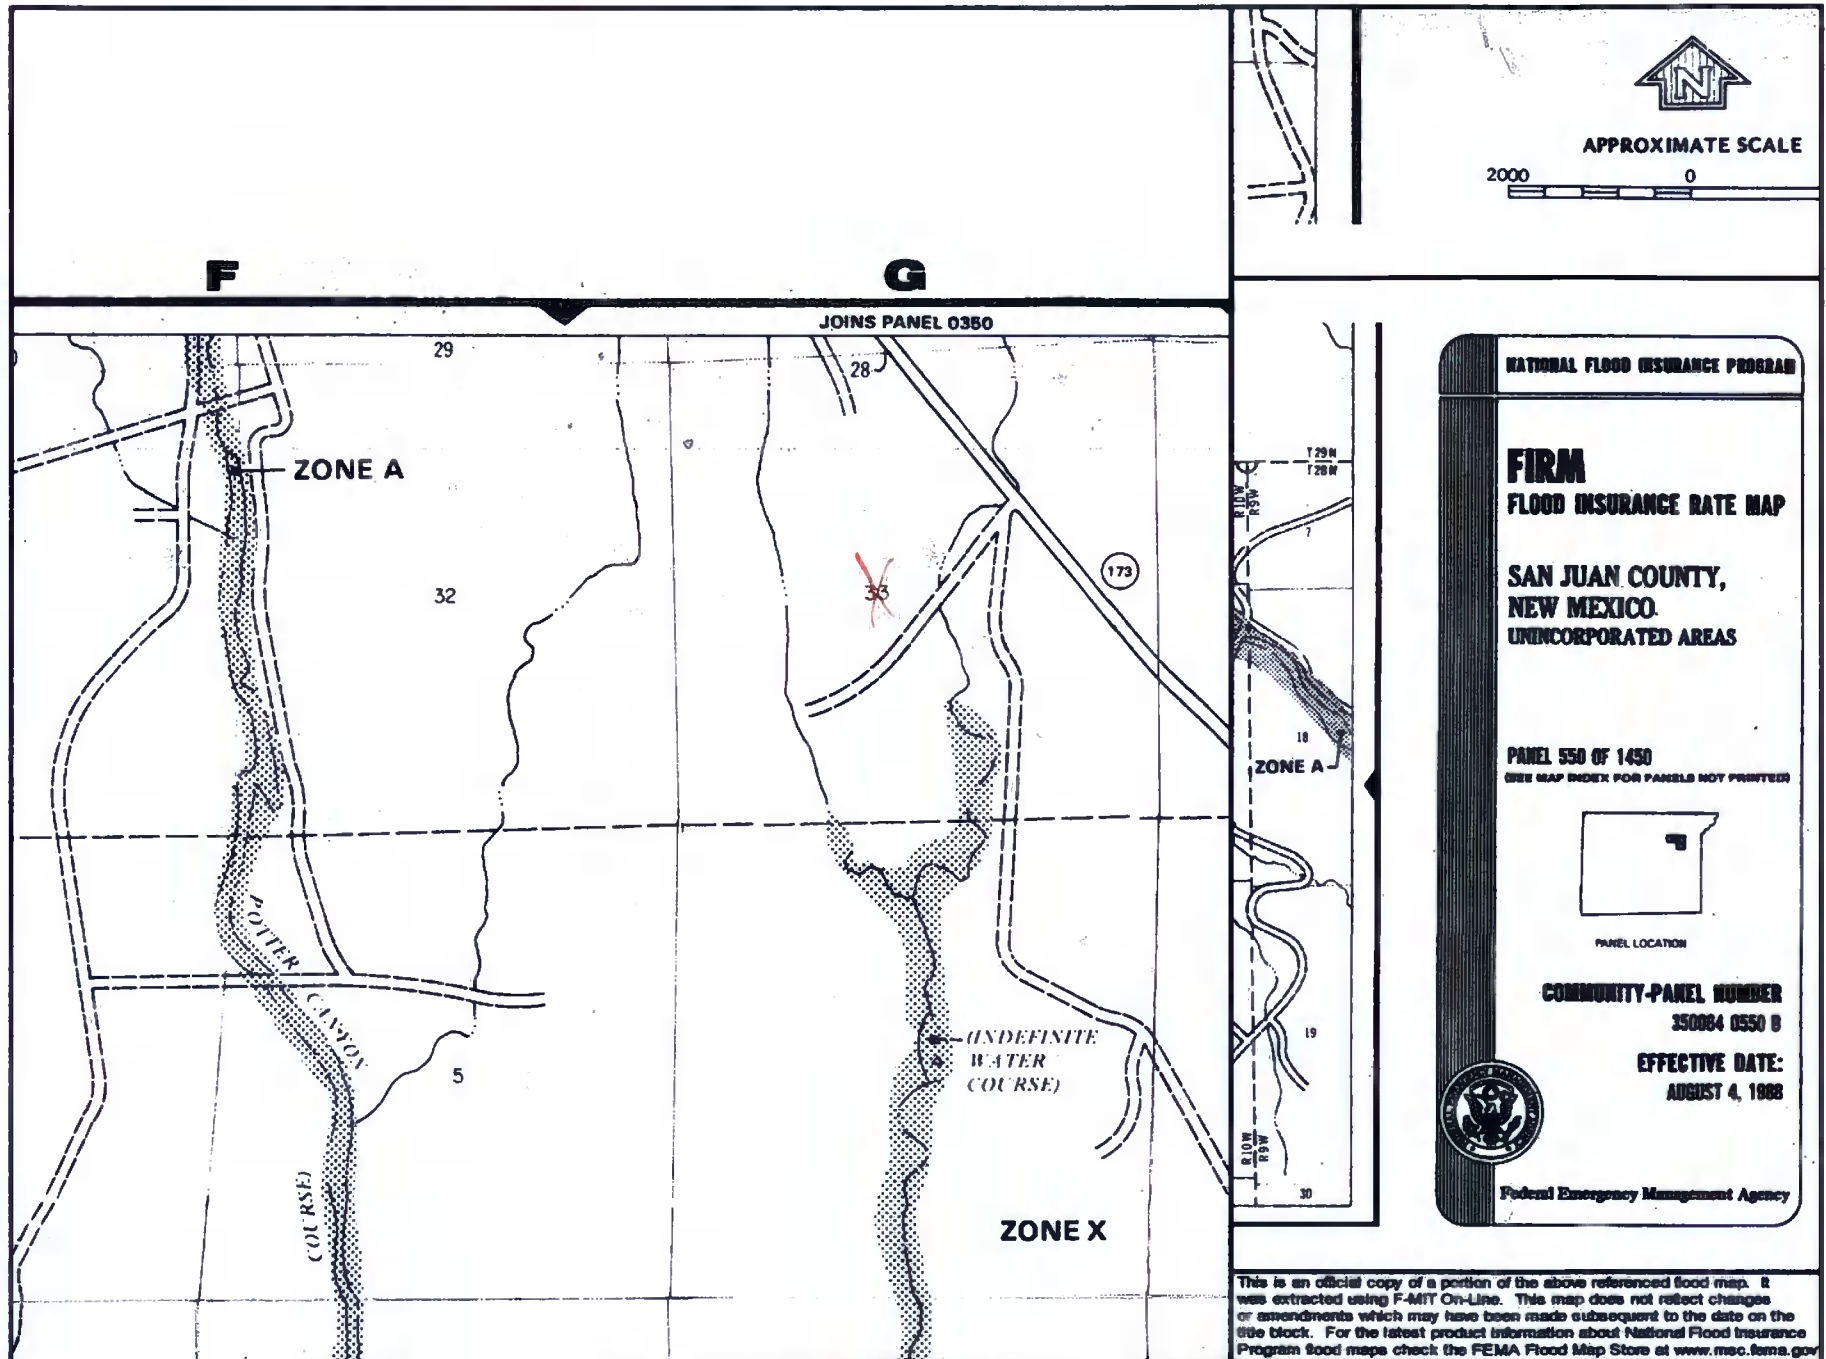 N
APPROXIMATE SCALE
2000 0
F
G
JOINS PANEL 0350
29
28
ZONE A
32
33
173
POTTER
CANYON
5
(INDEFINITE
WATER
COURSE)
COURSE)
ZONE X
T29N
T28N
R10W
R9W
7
18
ZONE A
19
R10W
R9W
30
NATIONAL FLOOD INSURANCE PROGRAM
FIRM
FLOOD INSURANCE RATE MAP
SAN JUAN COUNTY,
NEW MEXICO
UNINCORPORATED AREAS
PANEL 550 OF 1450
(SEE MAP INDEX FOR PANELS NOT PRINTED)
PANEL LOCATION
COMMUNITY-PANEL NUMBER
350064 0550 B
EFFECTIVE DATE:
AUGUST 4, 1988
Federal Emergency Management Agency
This is an official copy of a portion of the above referenced flood map. It
was extracted using F-MIT On-Line. This map does not reflect changes
or amendments which may have been made subsequent to the date on the
title block. For the latest product information about National Flood Insurance
Program flood maps check the FEMA Flood Map Store at www.msc.fema.gov